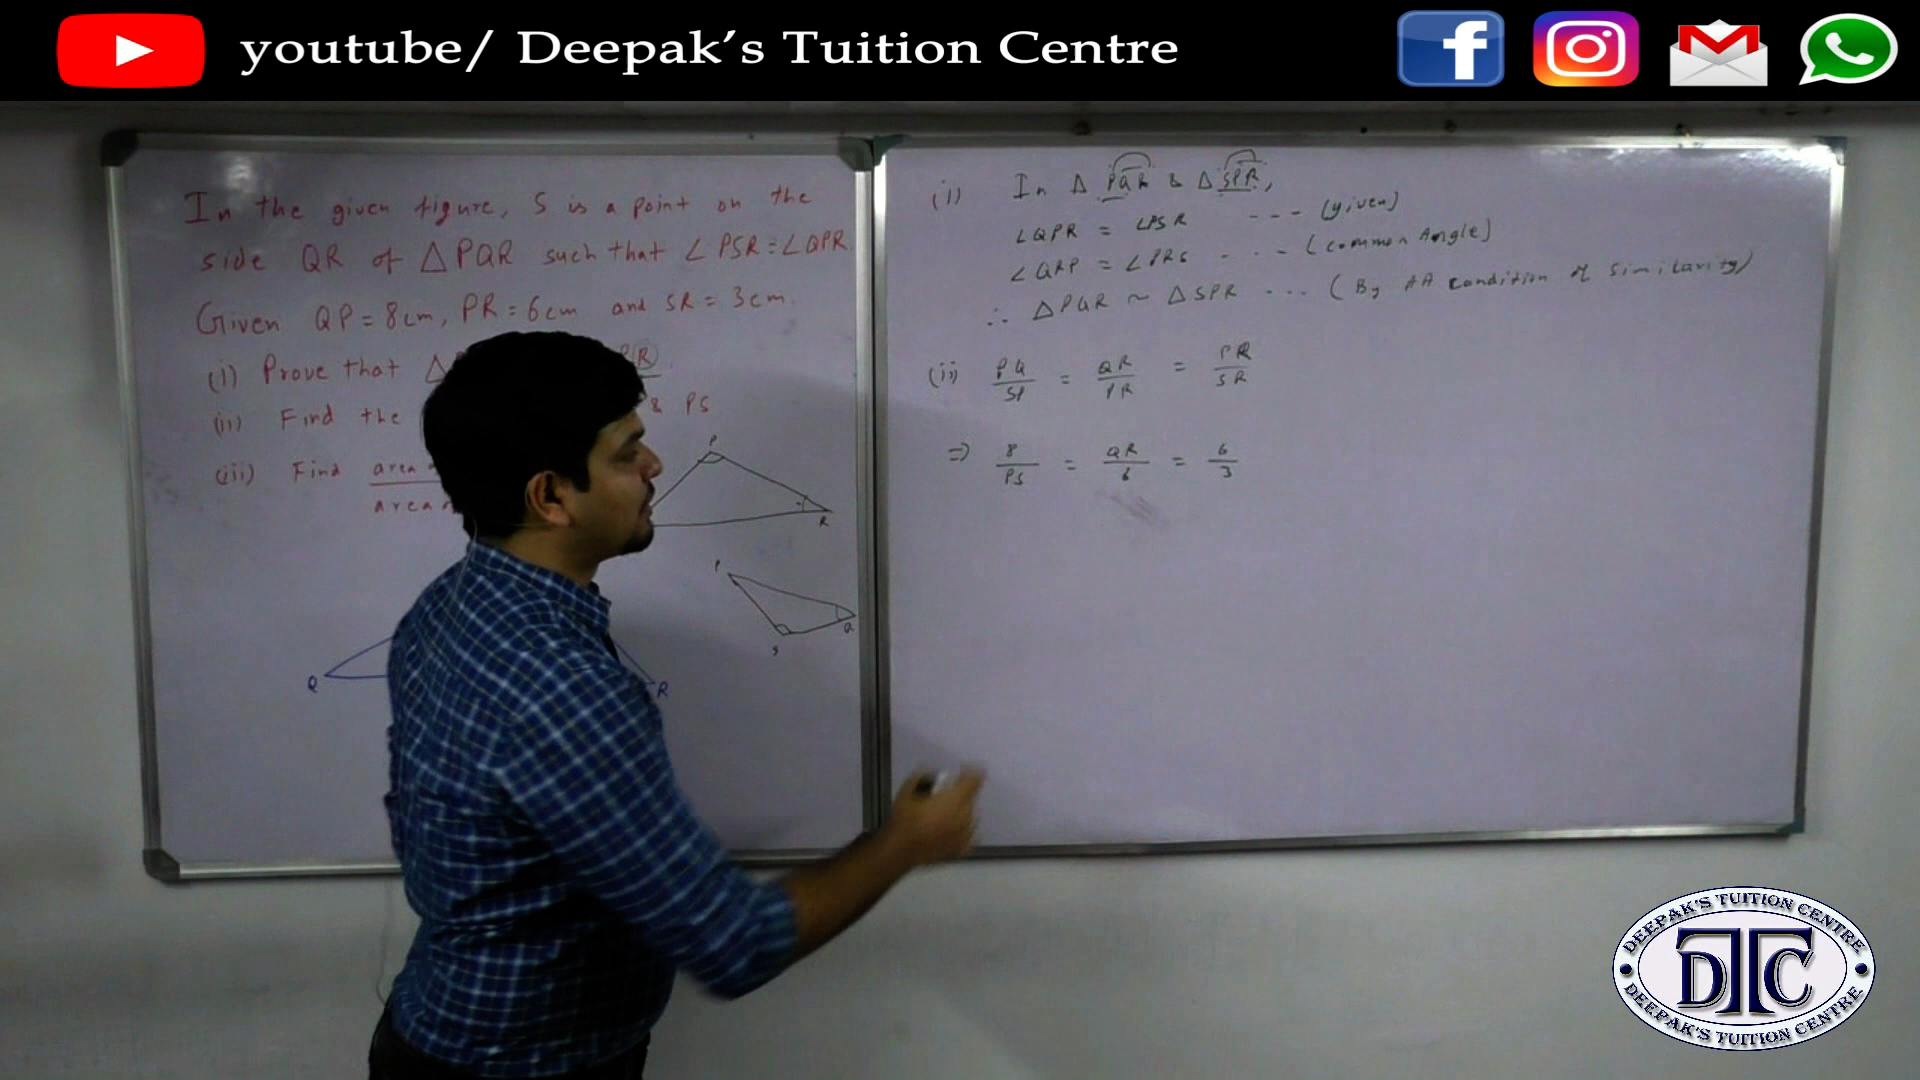 youtube/ Deepak's Tuition Centre
In the given figure, S is a point on the
side QR of △PQR such that ∠PSR = ∠QPR.
Given QP = 8cm, PR = 6cm and SR = 3cm.
(i) Prove that △
(ii) Find the & PS
(iii) Find area
area
P
R
P
S
Q
Q
R
(i) In △ PQR & △ SPR,
∠QPR = ∠PSR --- (given)
∠QRP = ∠PRS - - - (common Angle)
∴ △PQR ~ △SPR --- (By AA condition of similarity)
(ii) PQ/SP = QR/PR = PR/SR
⇒ 8/PS = QR/6 = 6/3
DEEPAK'S TUITION CENTRE
DTC
DEEPAK'S TUITION CENTRE